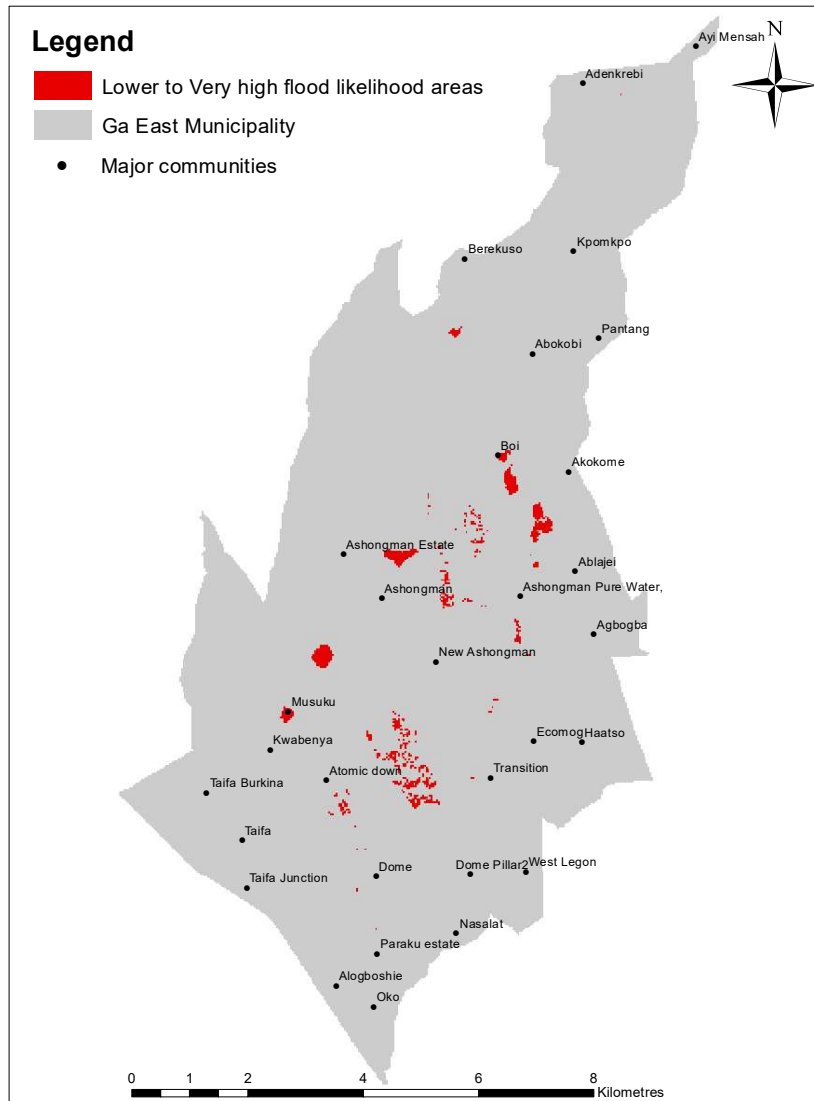 Legend
Lower to Very high flood likelihood areas
Ga East Municipality
Major communities
N
Ayi Mensah
Adenkrebi
Berekuso
Kpomkpo
Pantang
Abokobi
Boi
Akokome
Ashongman Estate
Ablajei
Ashongman
Ashongman Pure Water,
Agbogba
New Ashongman
Musuku
Kwabenya
Ecomog
Haatso
Taifa Burkina
Atomic down
Transition
Taifa
Taifa Junction
Dome
Dome Pillar2
West Legon
Nasalat
Paraku estate
Alogboshie
Oko
0 2 4 6 8
Kilometres